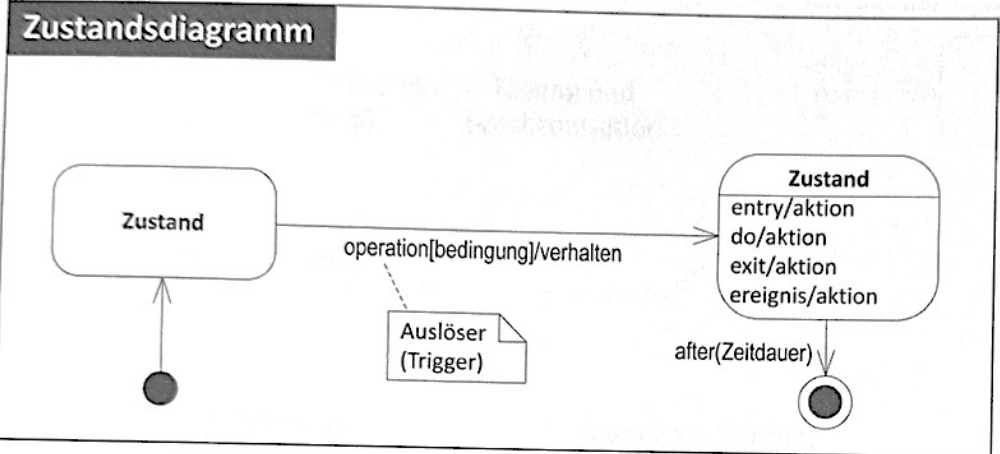 Zustandsdiagramm
Zustand
operation[bedingung]/verhalten
Auslöser
(Trigger)
Zustand
entry/aktion
do/aktion
exit/aktion
ereignis/aktion
after(Zeitdauer)